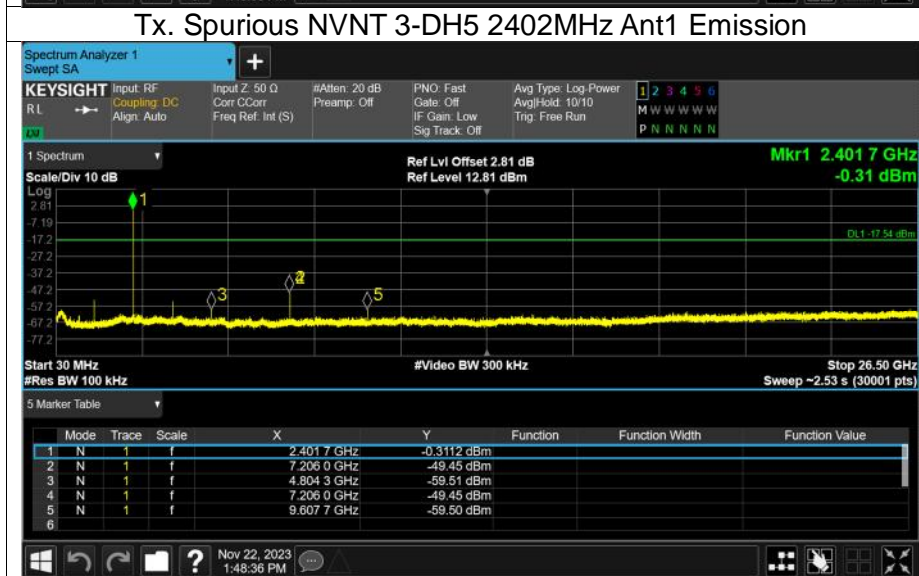 Tx. Spurious NVNT 3-DH5 2402MHz Ant1 Emission
Spectrum Analyzer 1
Swept SA
+
KEYSIGHT Input: RF Input Z: 50 Ω #Atten: 20 dB PNO: Fast Avg Type: Log-Power 1 2 3 4 5 6
RL Coupling: DC Corr CCorr Preamp: Off Gate: Off Avg|Hold: 10/10 M W W W W W
Align: Auto Freq Ref: Int (S) IF Gain: Low Trig: Free Run
Sig Track: Off P N N N N N
LXI
1 Spectrum Ref Lvl Offset 2.81 dB Mkr1 2.401 7 GHz
Scale/Div 10 dB Ref Level 12.81 dBm -0.31 dBm
Log
1
2.81
-7.19
-17.2 DL1 -17.54 dBm
-27.2
-37.2
-47.2
3 5
-57.2
-67.2
-77.2
Start 30 MHz #Video BW 300 kHz Stop 26.50 GHz
#Res BW 100 kHz Sweep ~2.53 s (30001 pts)
5 Marker Table
Mode Trace Scale X Y Function Function Width Function Value
1 N 1 f 2.401 7 GHz -0.3112 dBm
2 N 1 f 7.206 0 GHz -49.45 dBm
3 N 1 f 4.804 3 GHz -59.51 dBm
4 N 1 f 7.206 0 GHz -49.45 dBm
5 N 1 f 9.607 7 GHz -59.50 dBm
6
? Nov 22, 2023
1:48:36 PM